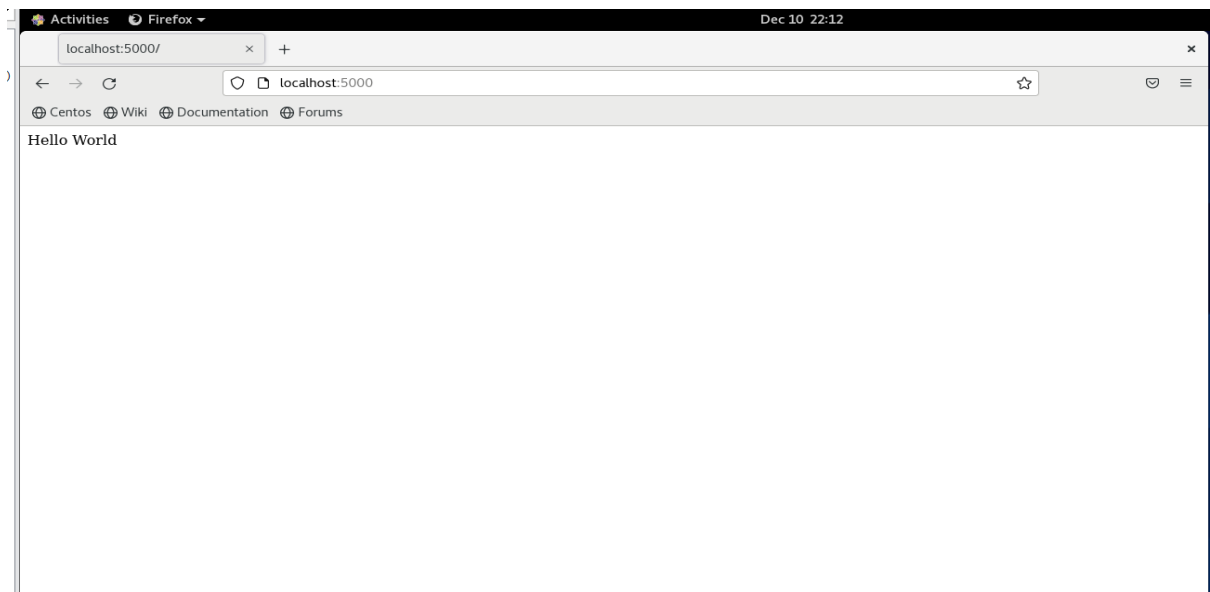 Activities Firefox Dec 10 22:12
localhost:5000/
localhost:5000
Centos Wiki Documentation Forums
Hello World